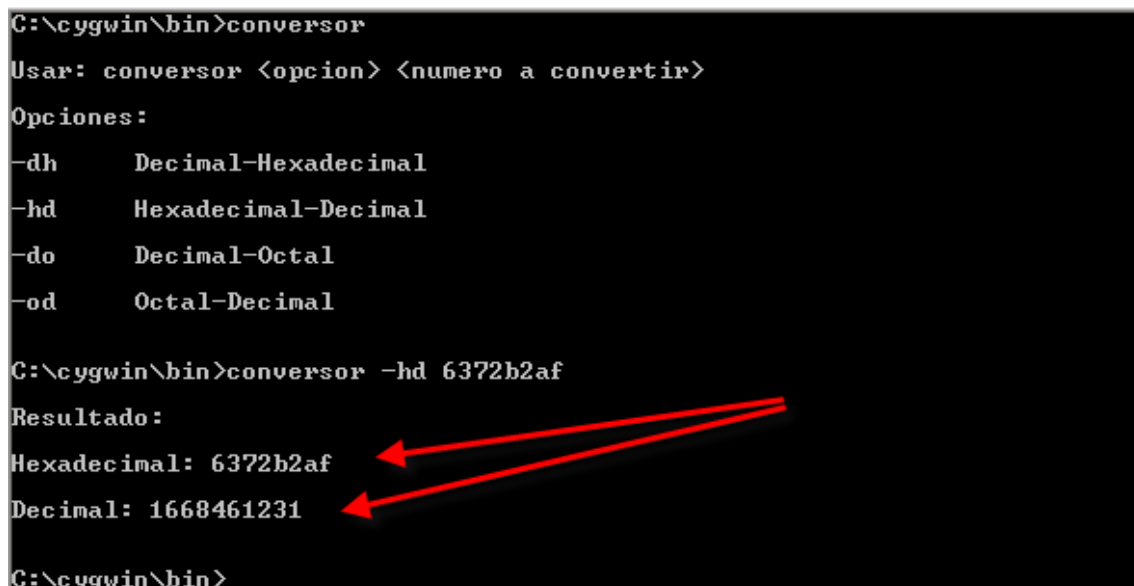 C:\cygwin\bin>conversor
Usar: conversor <opcion> <numero a convertir>
Opciones:
-dh Decimal-Hexadecimal
-hd Hexadecimal-Decimal
-do Decimal-Octal
-od Octal-Decimal
C:\cygwin\bin>conversor -hd 6372b2af
Resultado:
Hexadecimal: 6372b2af
Decimal: 1668461231
C:\cygwin\bin>